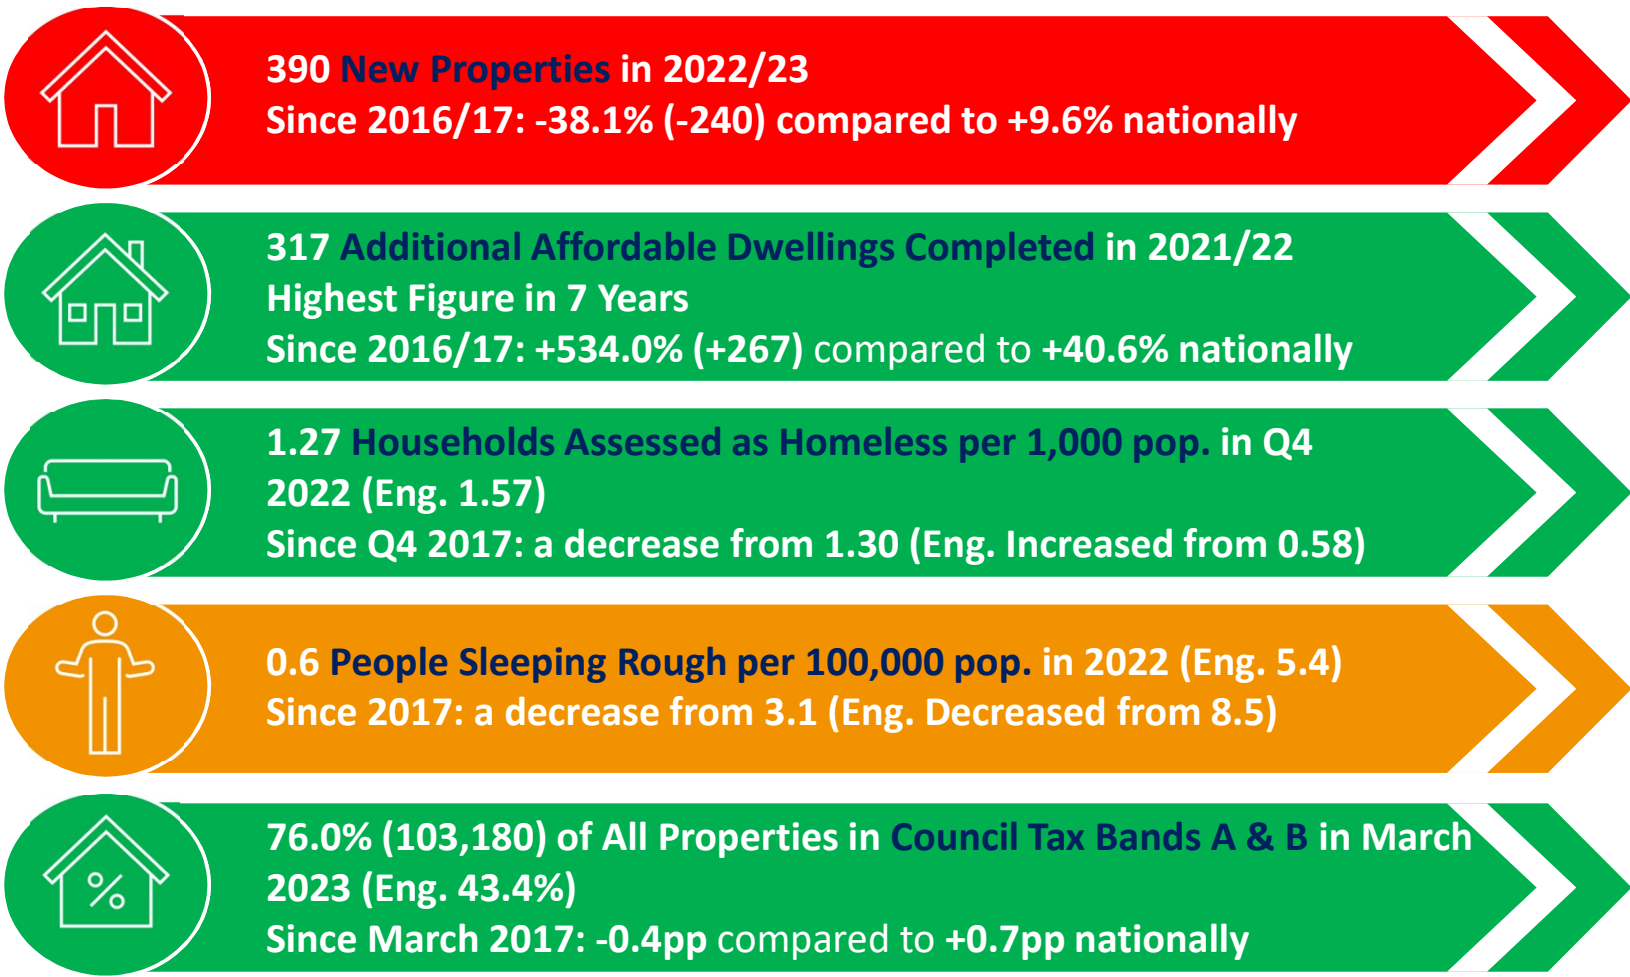 390 New Properties in 2022/23
Since 2016/17: -38.1% (-240) compared to +9.6% nationally
317 Additional Affordable Dwellings Completed in 2021/22
Highest Figure in 7 Years
Since 2016/17: +534.0% (+267) compared to +40.6% nationally
1.27 Households Assessed as Homeless per 1,000 pop. in Q4
2022 (Eng. 1.57)
Since Q4 2017: a decrease from 1.30 (Eng. Increased from 0.58)
0.6 People Sleeping Rough per 100,000 pop. in 2022 (Eng. 5.4)
Since 2017: a decrease from 3.1 (Eng. Decreased from 8.5)
%
76.0% (103,180) of All Properties in Council Tax Bands A & B in March
2023 (Eng. 43.4%)
Since March 2017: -0.4pp compared to +0.7pp nationally